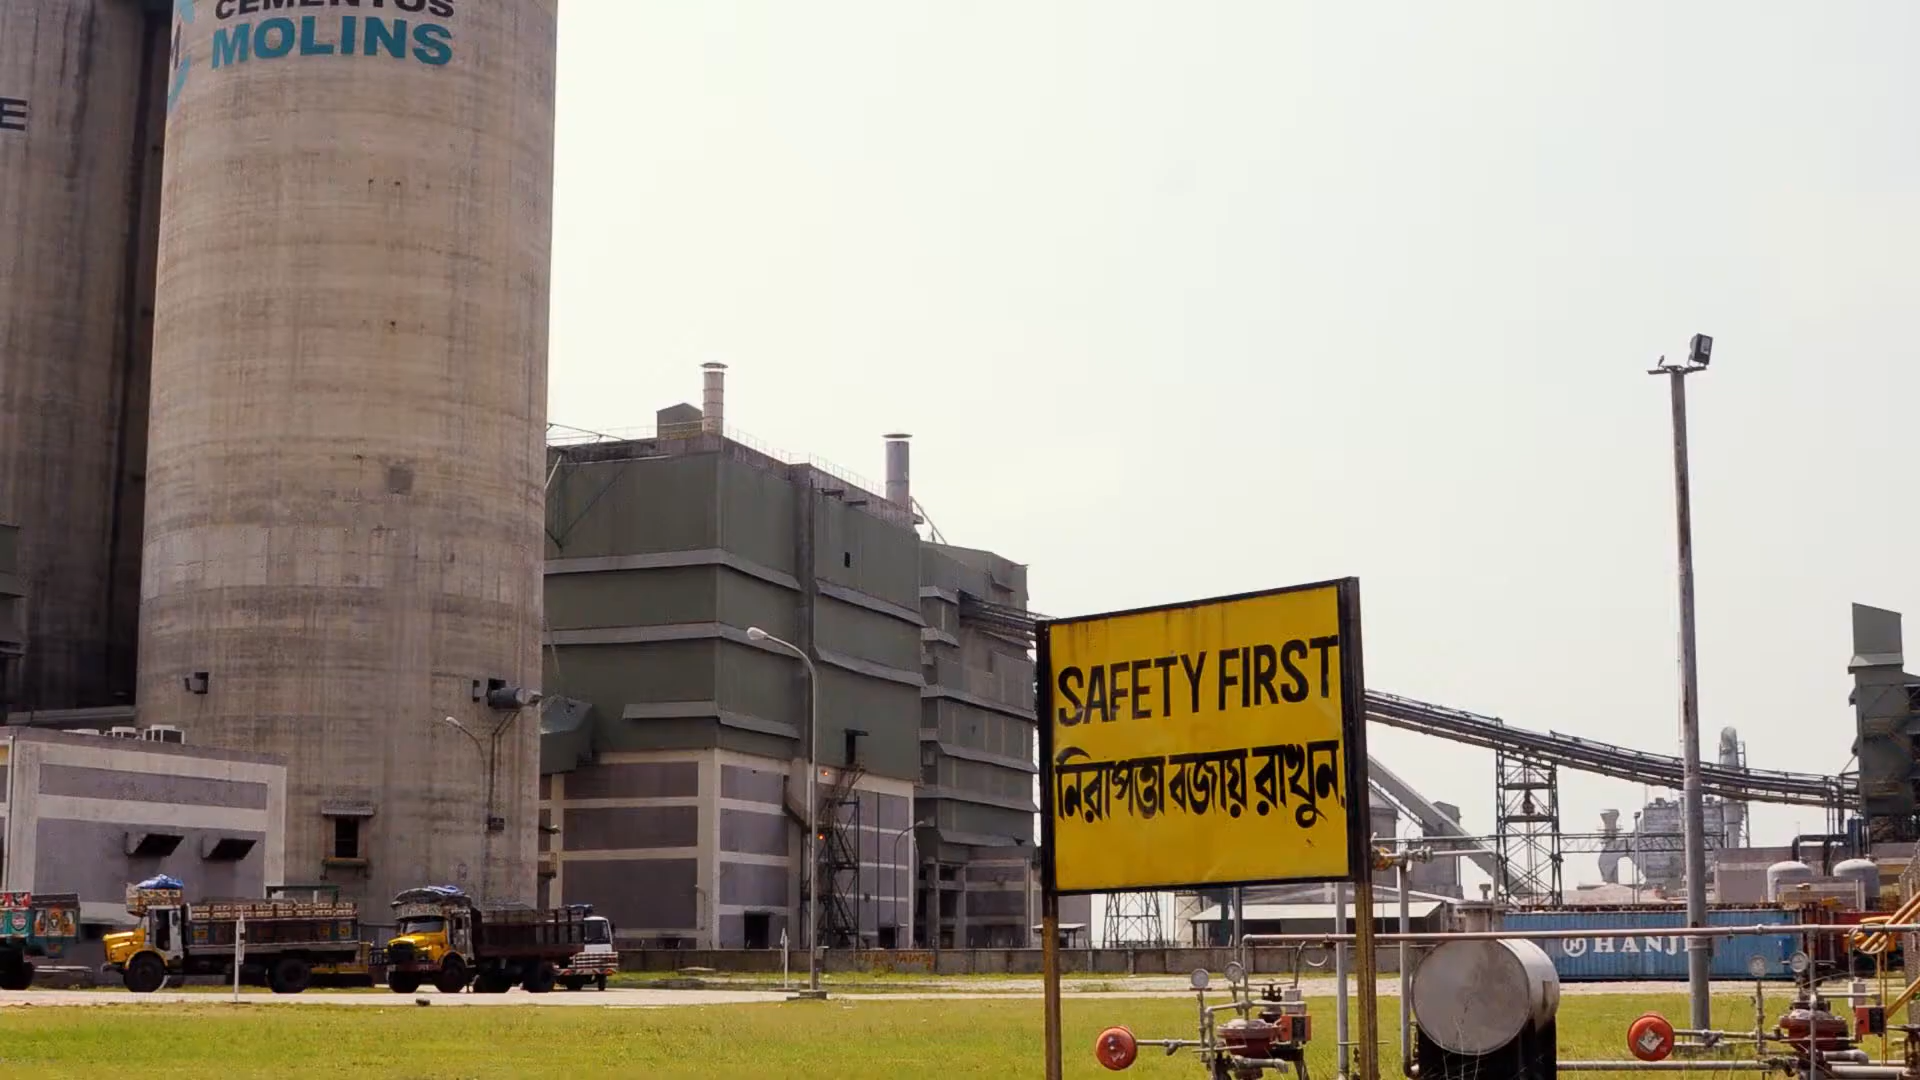 CEMENTOS
MOLINS
E
SAFETY FIRST
নিরাপত্তা বজায় রাখুন
HANJI